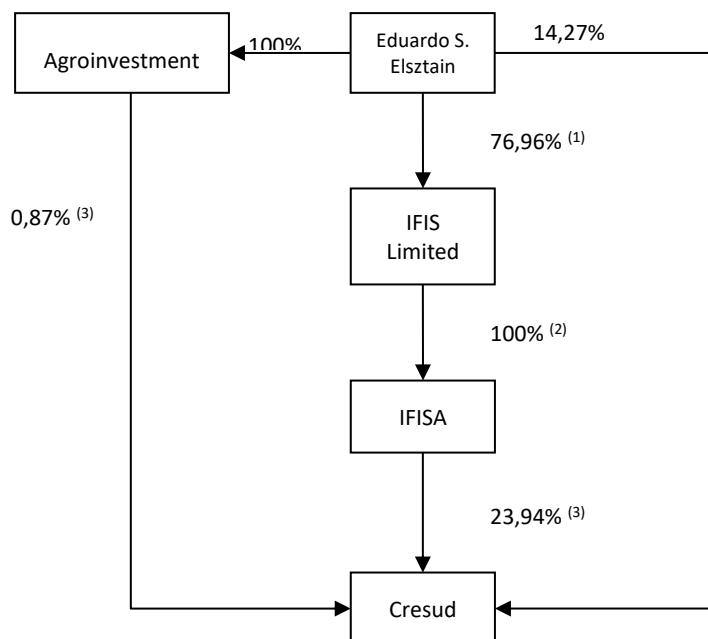 Agroinvestment
100%
Eduardo S.
Elsztain
14,27%
76,96% (1)
0,87% (3)
IFIS
Limited
100% (2)
IFISA
23,94% (3)
Cresud